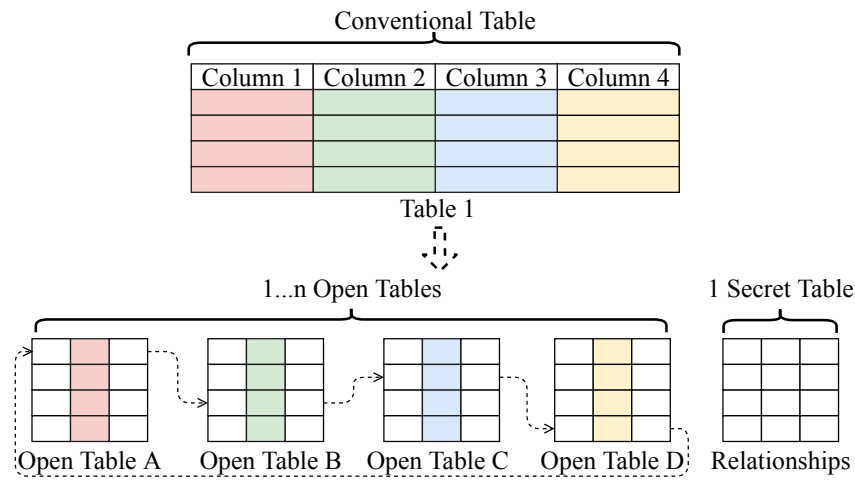 Conventional Table
Column 1 Column 2 Column 3 Column 4
Table 1
1...n Open Tables
1 Secret Table
Open Table A Open Table B Open Table C Open Table D Relationships